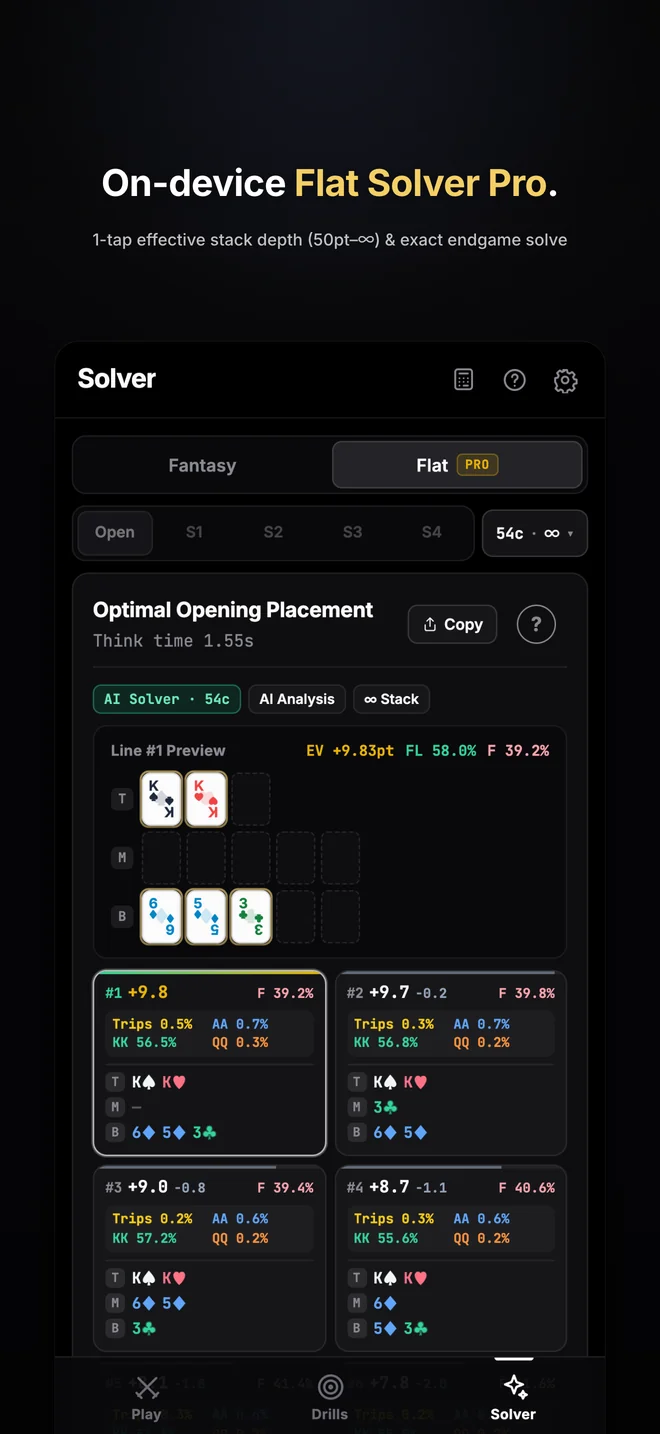 On-device Flat Solver Pro.
1-tap effective stack depth (50pt–∞) & exact endgame solve
Solver
Fantasy Flat PRO
Open S1 S2 S3 S4 54c · ∞ ▾
Optimal Opening Placement
Think time 1.55s
Copy ?
AI Solver · 54c AI Analysis ∞ Stack
Line #1 Preview EV +9.83pt FL 58.0% F 39.2%
T K♠ K♥
M
B 6♦ 5♦ 3♣
#1 +9.8 F 39.2%
Trips 0.5% AA 0.7%
KK 56.5% QQ 0.3%
T K♠ K♥
M —
B 6♦ 5♦ 3♣
#2 +9.7 -0.2 F 39.8%
Trips 0.3% AA 0.7%
KK 56.8% QQ 0.2%
T K♠ K♥
M 3♣
B 6♦ 5♦
#3 +9.0 -0.8 F 39.4%
Trips 0.2% AA 0.6%
KK 57.2% QQ 0.2%
T K♠ K♥
M 6♦ 5♦
B 3♣
#4 +8.7 -1.1 F 40.6%
Trips 0.3% AA 0.6%
KK 55.6% QQ 0.2%
T K♠ K♥
M 6♦
B 5♦ 3♣
Play Drills Solver